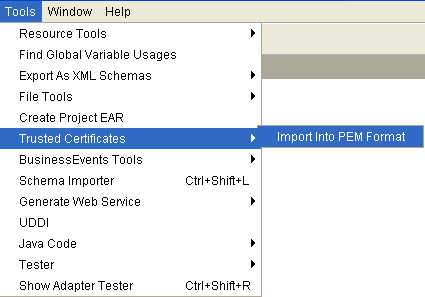 Tools Window Help
Resource Tools
Find Global Variable Usages
Export As XML Schemas
File Tools
Create Project EAR
Trusted Certificates Import Into PEM Format
BusinessEvents Tools
Schema Importer Ctrl+Shift+L
Generate Web Service
UDDI
Java Code
Tester
Show Adapter Tester Ctrl+Shift+R